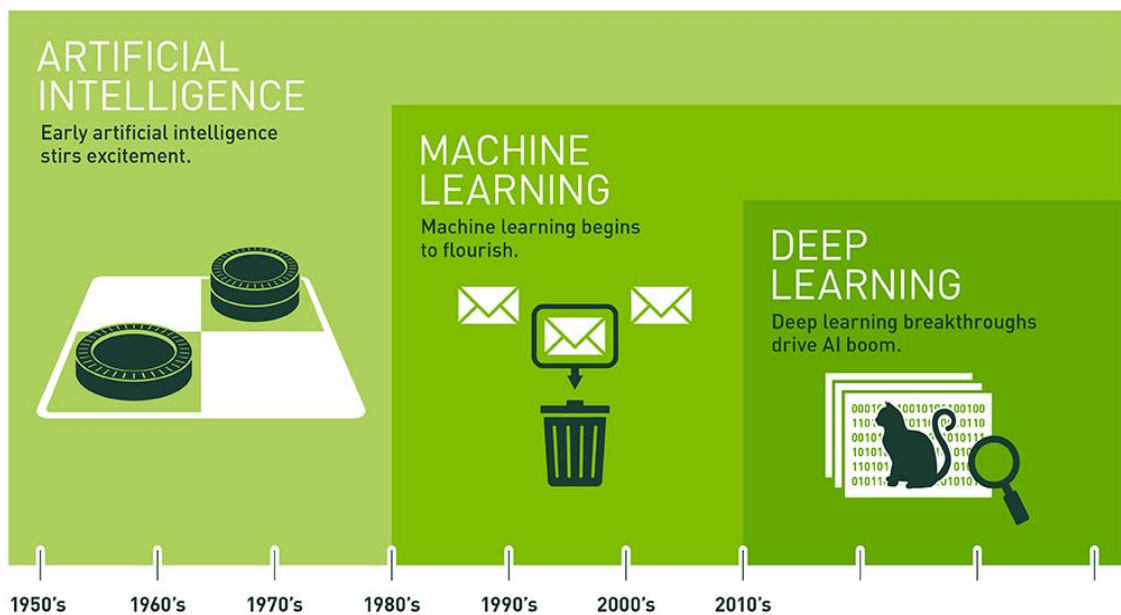 ARTIFICIAL
INTELLIGENCE
Early artificial intelligence
stirs excitement.
MACHINE
LEARNING
Machine learning begins
to flourish.
DEEP
LEARNING
Deep learning breakthroughs
drive AI boom.
1950's 1960's 1970's 1980's 1990's 2000's 2010's